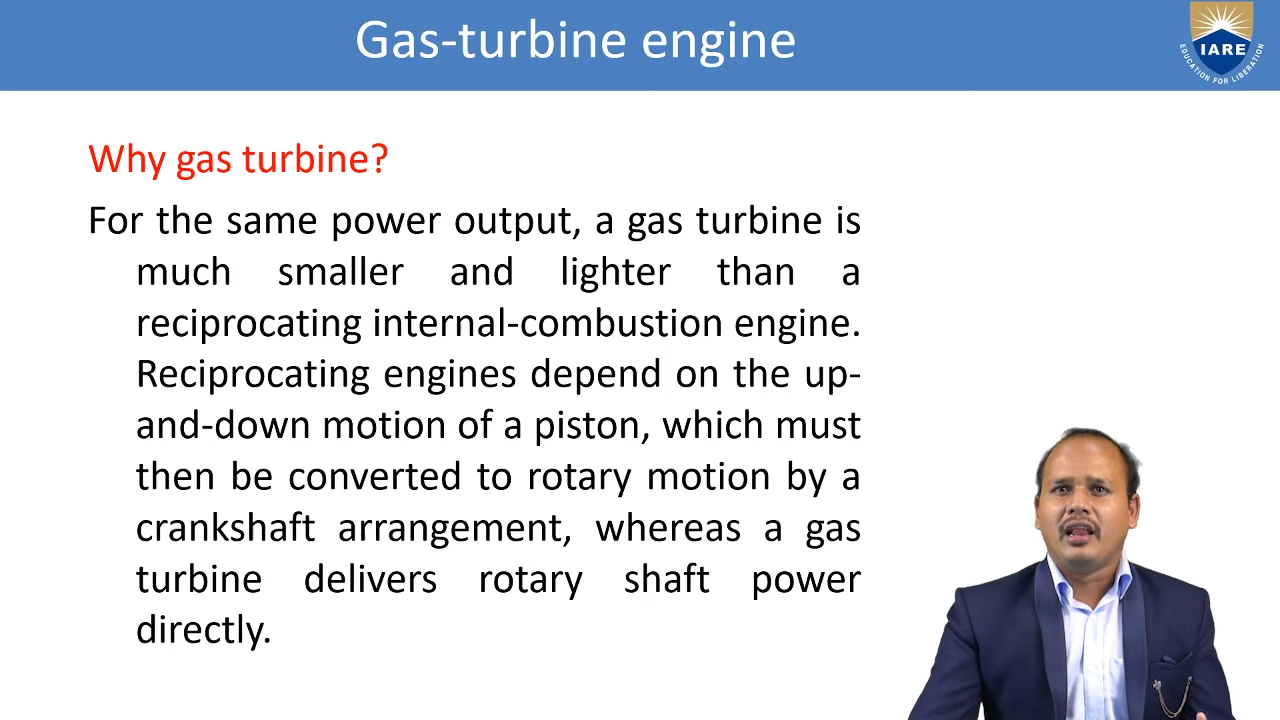 Gas-turbine engine
IARE
EDUCATION FOR LIBERATION
Why gas turbine?
For the same power output, a gas turbine is
much smaller and lighter than a
reciprocating internal-combustion engine.
Reciprocating engines depend on the up-
and-down motion of a piston, which must
then be converted to rotary motion by a
crankshaft arrangement, whereas a gas
turbine delivers rotary shaft power
directly.